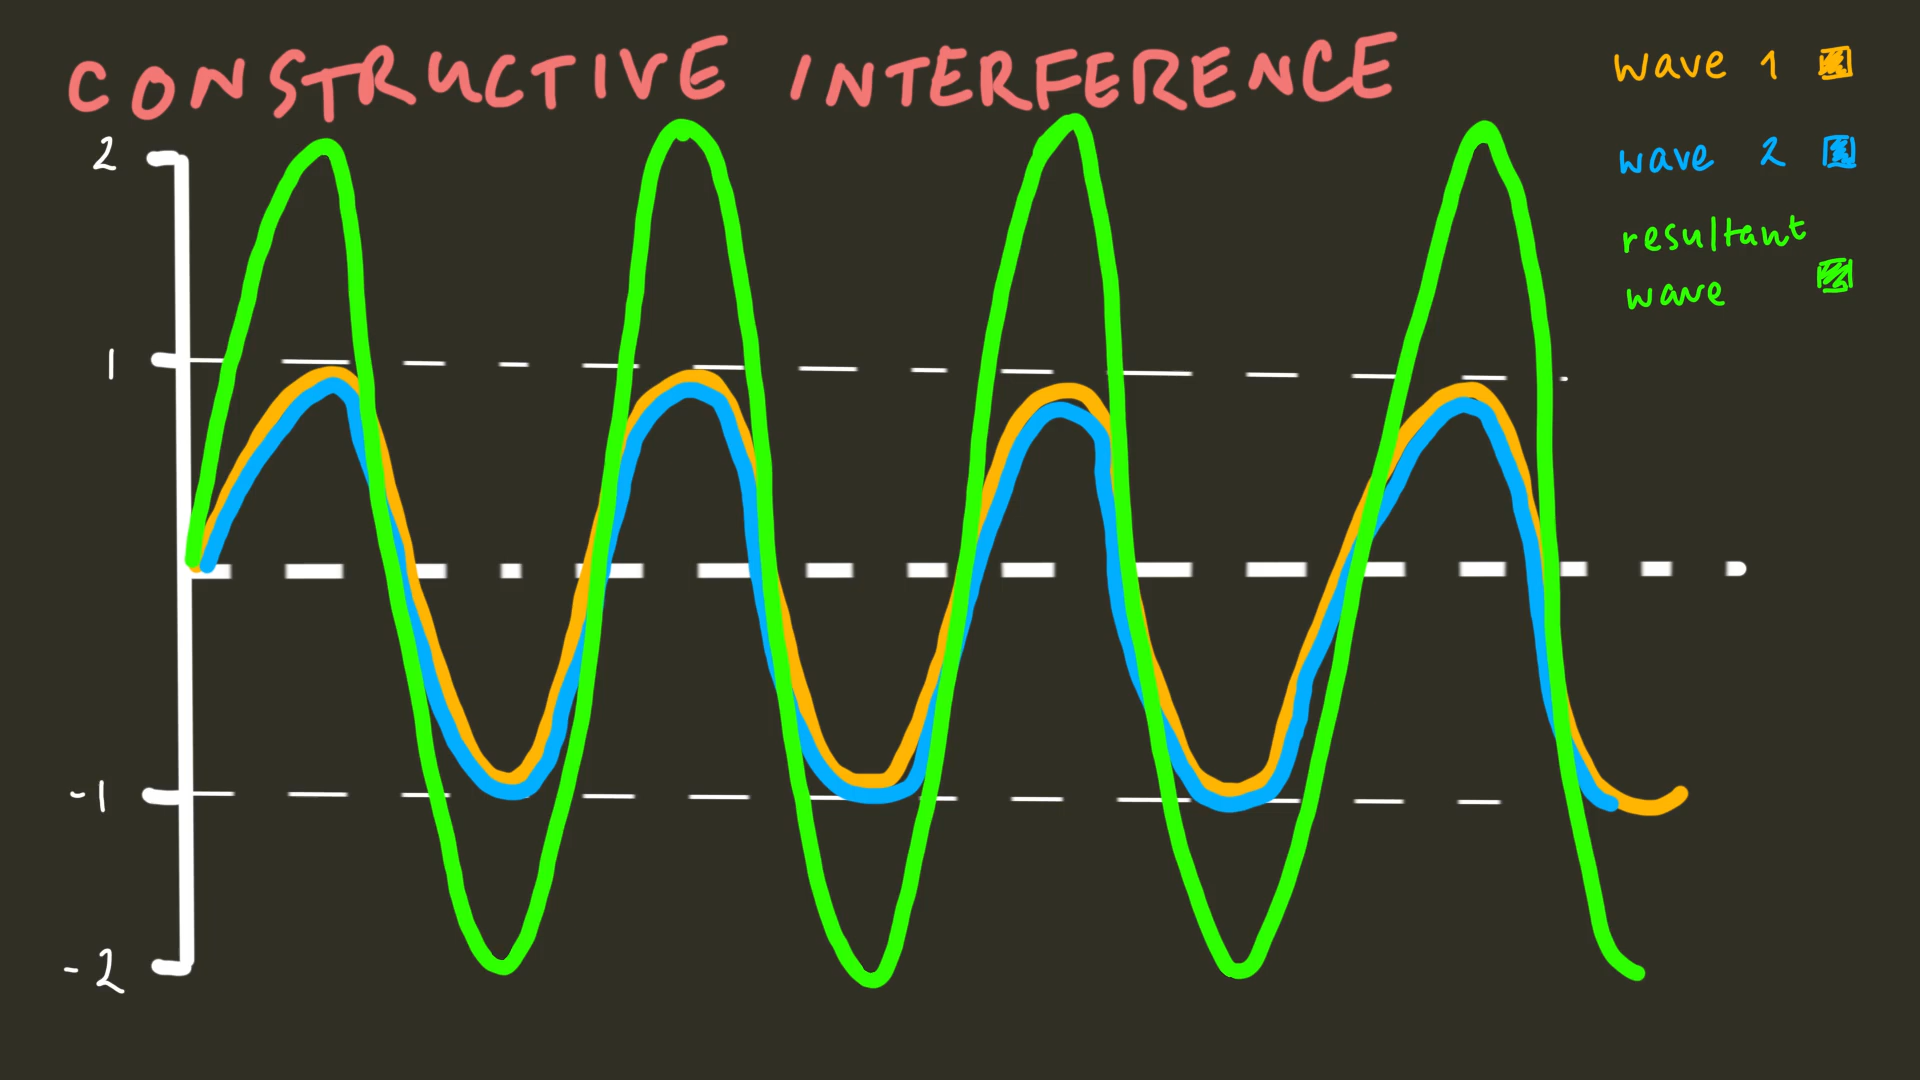 CONSTRUCTIVE INTERFERENCE
wave 1
wave 2
resultant
wave
2
1
-1
-2